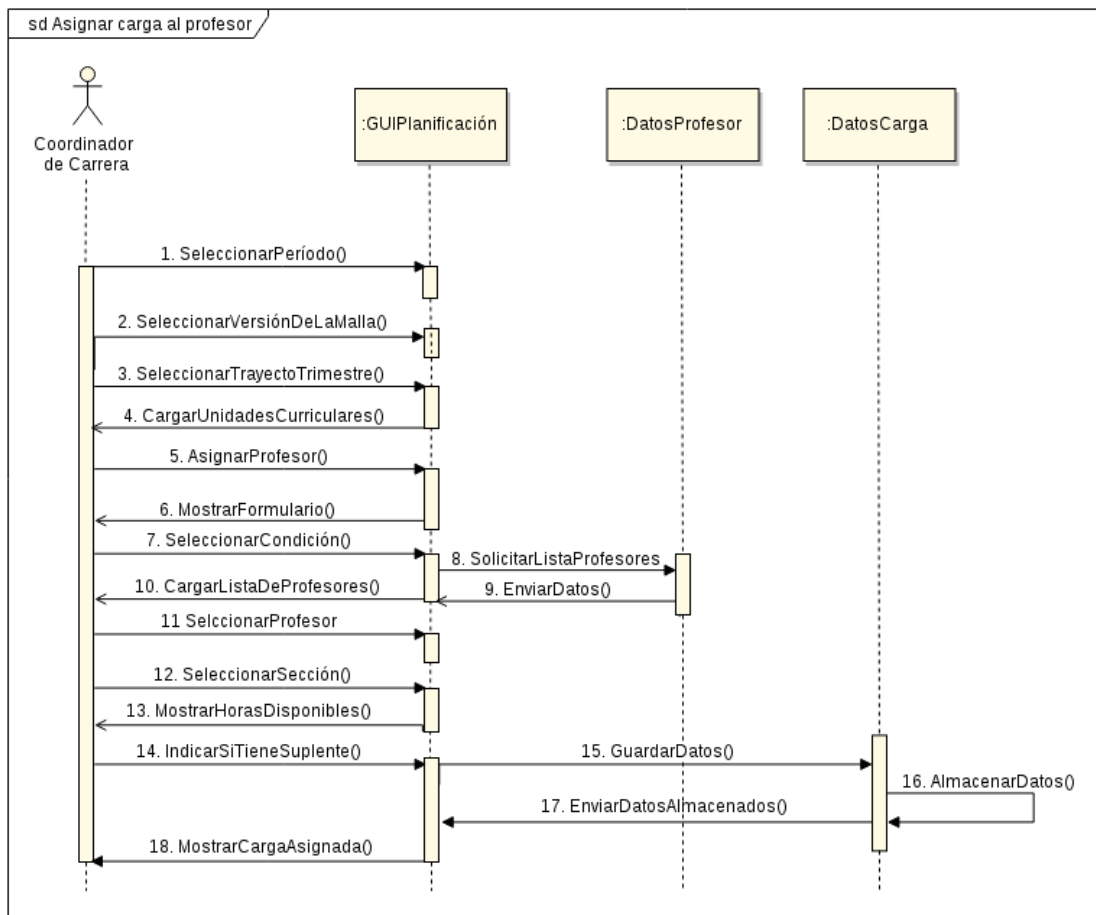 sd Asignar carga al profesor
Coordinador
de Carrera
:GUIPlanificación
:DatosProfesor
:DatosCarga
1. SeleccionarPeríodo()
2. SeleccionarVersiónDeLaMalla()
3. SeleccionarTrayectoTrimestre()
4. CargarUnidadesCurriculares()
5. AsignarProfesor()
6. MostrarFormulario()
7. SeleccionarCondición()
8. SolicitarListaProfesores
9. EnviarDatos()
10. CargarLIstaDeProfesores()
11 SelccionarProfesor
12. SeleccionarSección()
13. MostrarHorasDisponibles()
14. IndicarSiTieneSuplente()
15. GuardarDatos()
16. AlmacenarDatos()
17. EnviarDatosAlmacenados()
18. MostrarCargaAsignada()